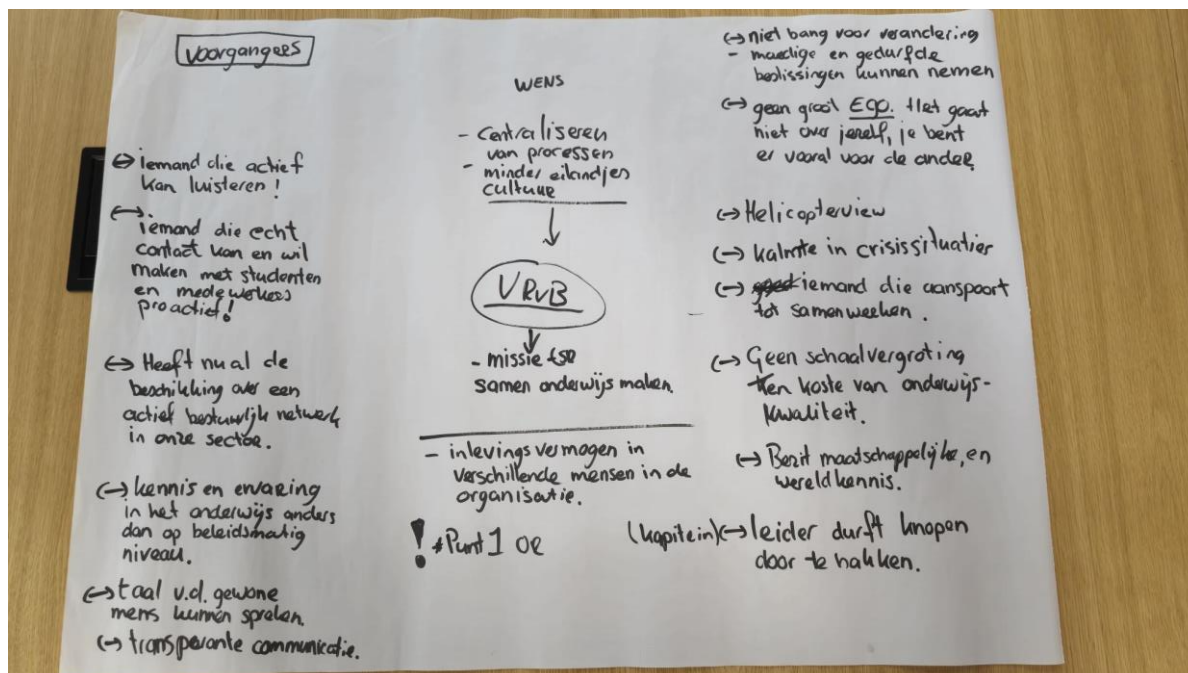 Voorgangers
↔ iemand die actief
kan luisteren!
↔ iemand die echt
contact kan en wil
maken met studenten
en medewerkers
proactief!
↔ Heeft nu al de
beschikking over een
actief bestuurlijk netwerk
in onze sector.
↔ kennis en ervaring
in het onderwijs anders
dan op beleidsmatig
niveau.
↔ taal v.d. gewone
mens kunnen spreken.
↔ transperante communicatie.
WENS
- Centraliseren
van processen
- minder eilandjes
cultuur
VRvB
- missie
samen onderwijs maken.
- inlevingsvermogen in
verschillende mensen in de
organisatie.
! * Punt 1 OR
↔ niet bang voor verandering
- moedige en gedurfde
beslissingen kunnen nemen
↔ geen groot Ego. Het gaat
niet over jezelf, je bent
er vooral voor de ander.
↔ Helicopterview
↔ kalmte in crisissituaties
↔ iemand die aanspoort
tot samenwerken.
↔ Geen schaalvergroting
ten koste van onderwijs-
kwaliteit.
↔ Bezit maatschappelijke, en
wereldkennis.
(kapitein) ↔ leider durft knopen
door te hakken.